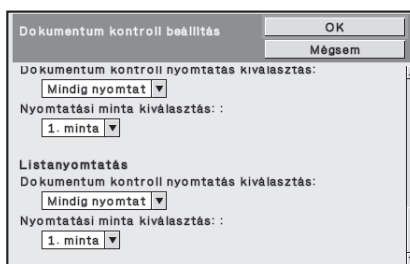 Dokumentum kontroll beállítás
OK
Mégsem
Dokumentum kontroll nyomtatás kiválasztás:
Mindig nyomtat
Nyomtatási minta kiválasztás: :
1. minta
Listanyomtatás
Dokumentum kontroll nyomtatás kiválasztás:
Mindig nyomtat
Nyomtatási minta kiválasztás: :
1. minta